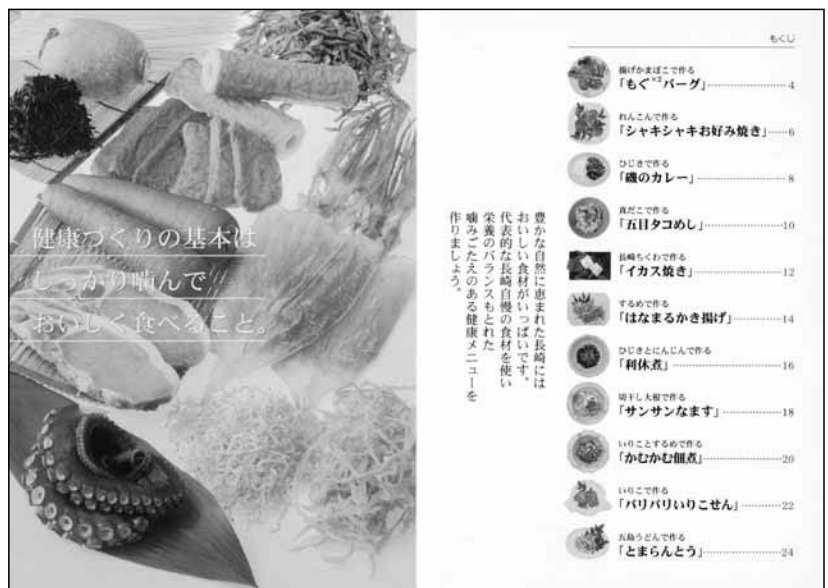 健康づくりの基本は
しっかり噛んで
おいしく食べること。
豊かな自然に恵まれた長崎には
おいしい食材がいっぱいです。
代表的な長崎自慢の食材を使い
栄養のバランスもとれた
噛みごたえのある健康メニューを
作りましょう。
もくじ
揚げかまぼこで作る
「もぐ×2バーグ」…………………… 4
れんこんで作る
「シャキシャキお好み焼き」……6
ひじきで作る
「磯のカレー」…………………… 8
真だこで作る
「五目タコめし」………………10
長崎ちくわで作る
「イカス焼き」…………………12
するめで作る
「はなまるかき揚げ」…………14
ひじきとにんじんで作る
「利休煮」………………………16
切干し大根で作る
「サンサンなます」……………18
いりことするめで作る
「かむかむ佃煮」………………20
いりこで作る
「バリバリいりこせん」………22
五島うどんで作る
「とまらんとう」………………24